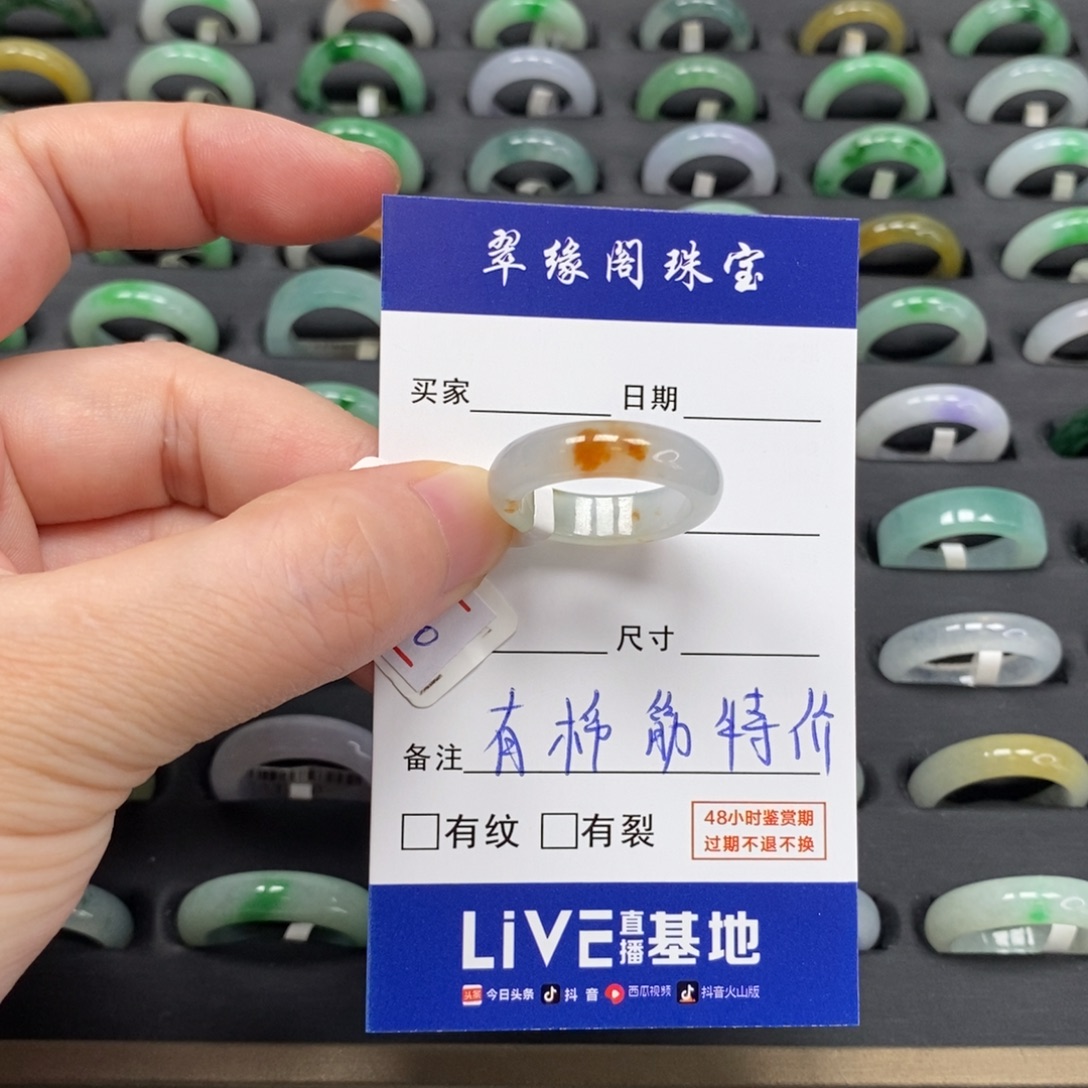 翠缘阁珠宝
买家 日期
尺寸
0
备注 有棉筋特价
有纹 有裂
48小时鉴赏期
过期不退不换
LiVE直播基地
头条 今日头条 抖音 西瓜视频 抖音火山版